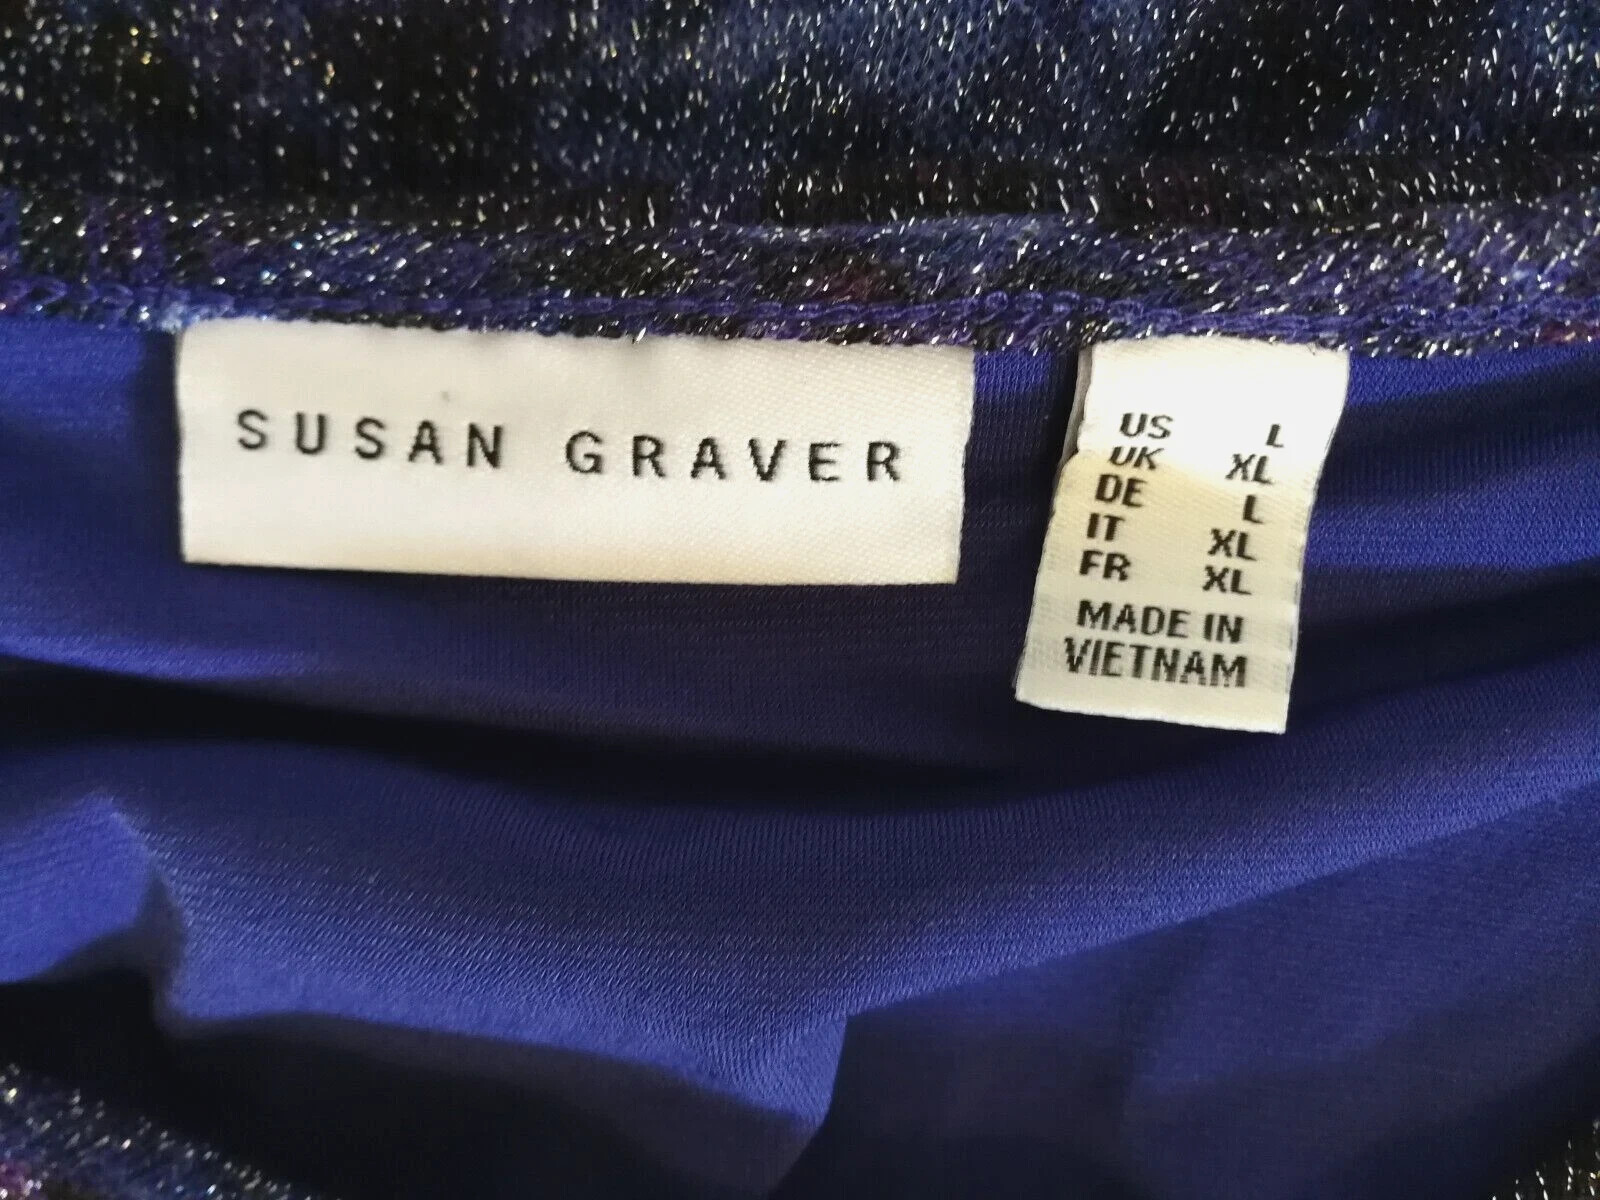 SUSAN GRAVER
US L
UK XL
DE L
IT XL
FR XL
MADE IN
VIETNAM